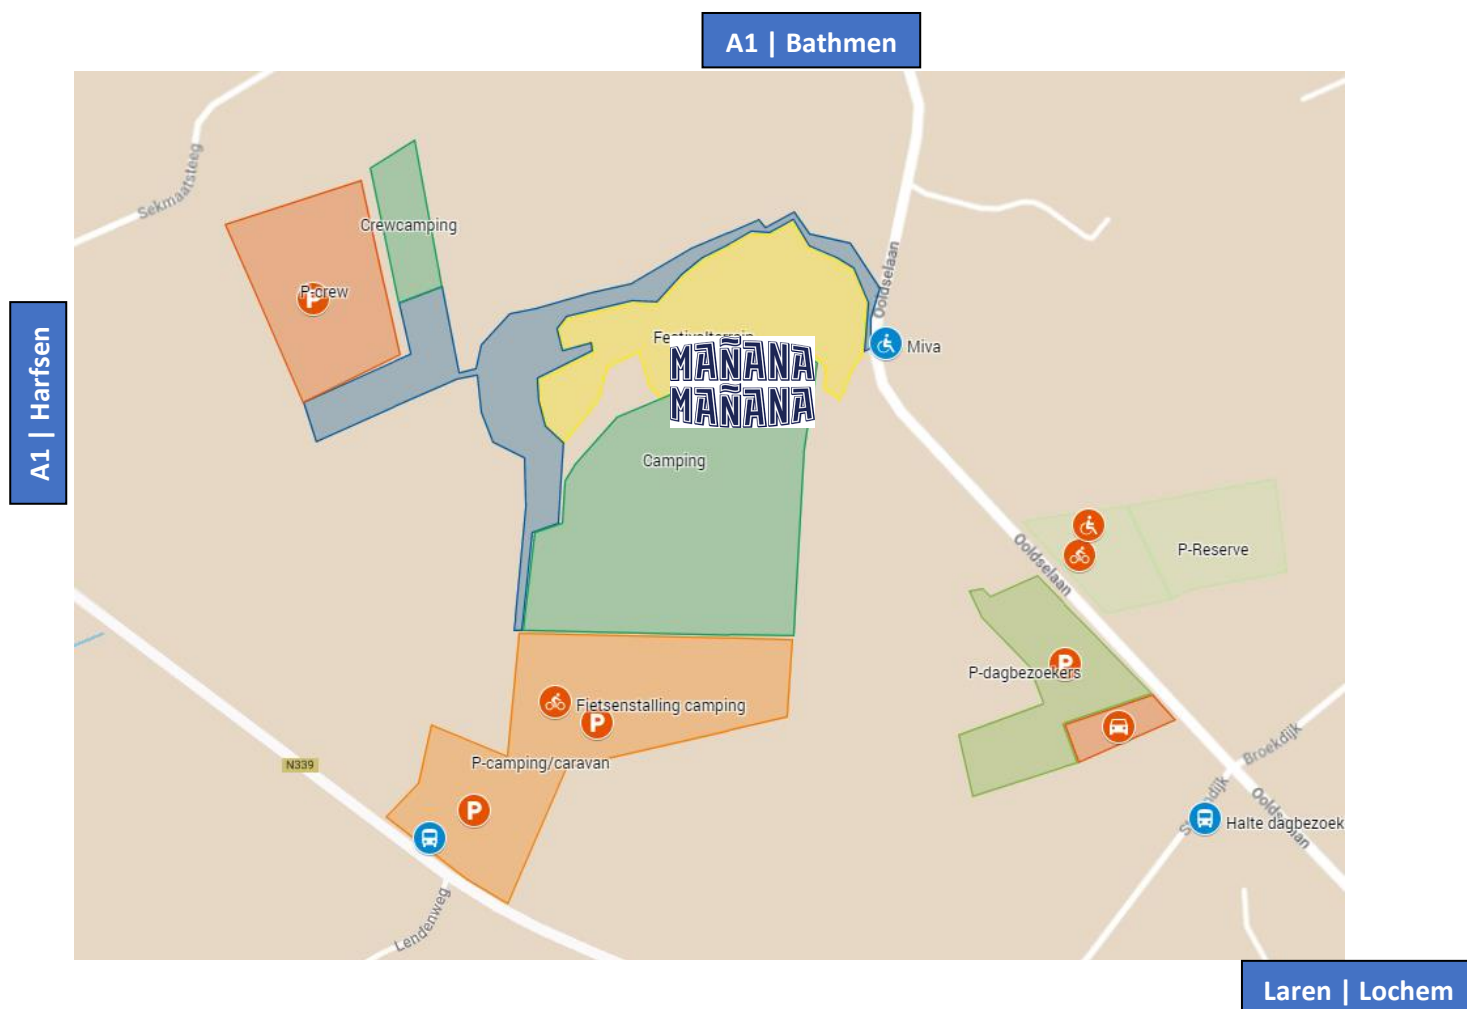 A1 | Bathmen
Sekmaatsteeg
Crewcamping
P-crew
P
Ooldselaan
A1 | Harfsen
Miva
MAÑANA
MAÑANA
Camping
P-Reserve
Ooldselaan
P-dagbezoekers
P
Fietsenstalling camping
P
P-camping/caravan
N339
P
Broekdijk
Halte dagbezoek
Ooldselaan
Lendenweg
Laren | Lochem